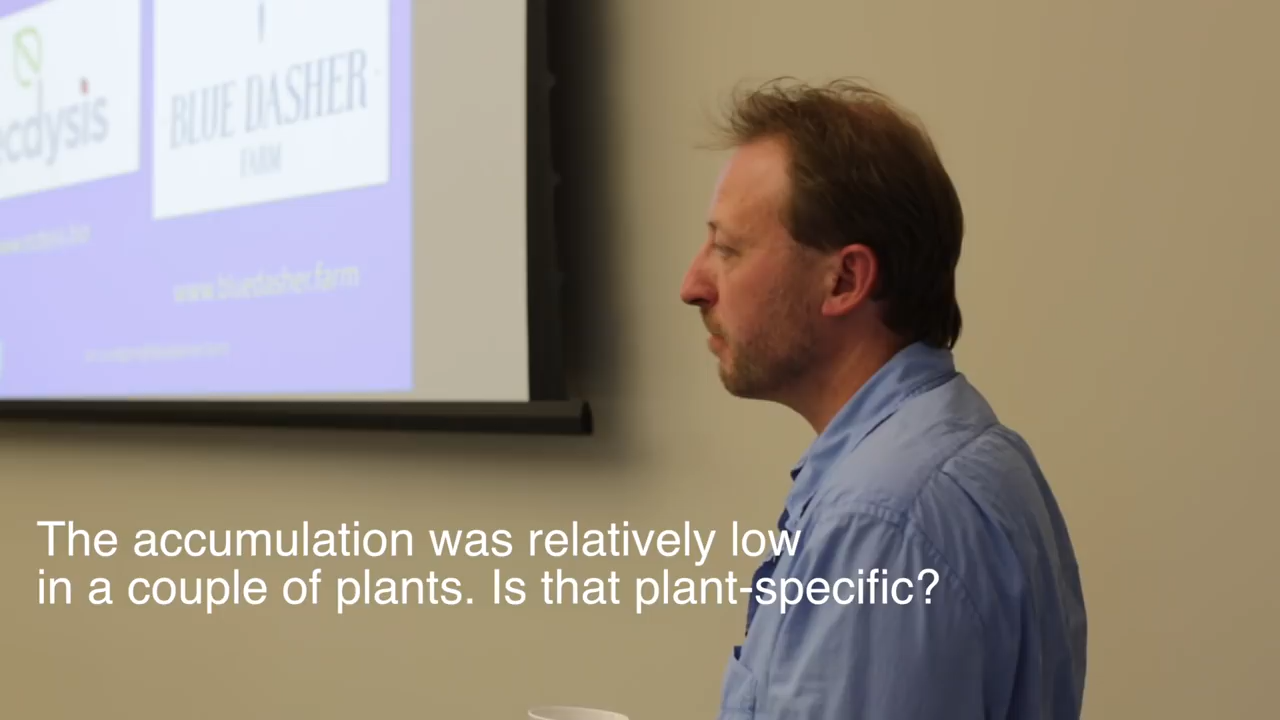 ecdysis
BLUE DASHER
FARM
www.bluedasher.farm
The accumulation was relatively low
in a couple of plants. Is that plant-specific?